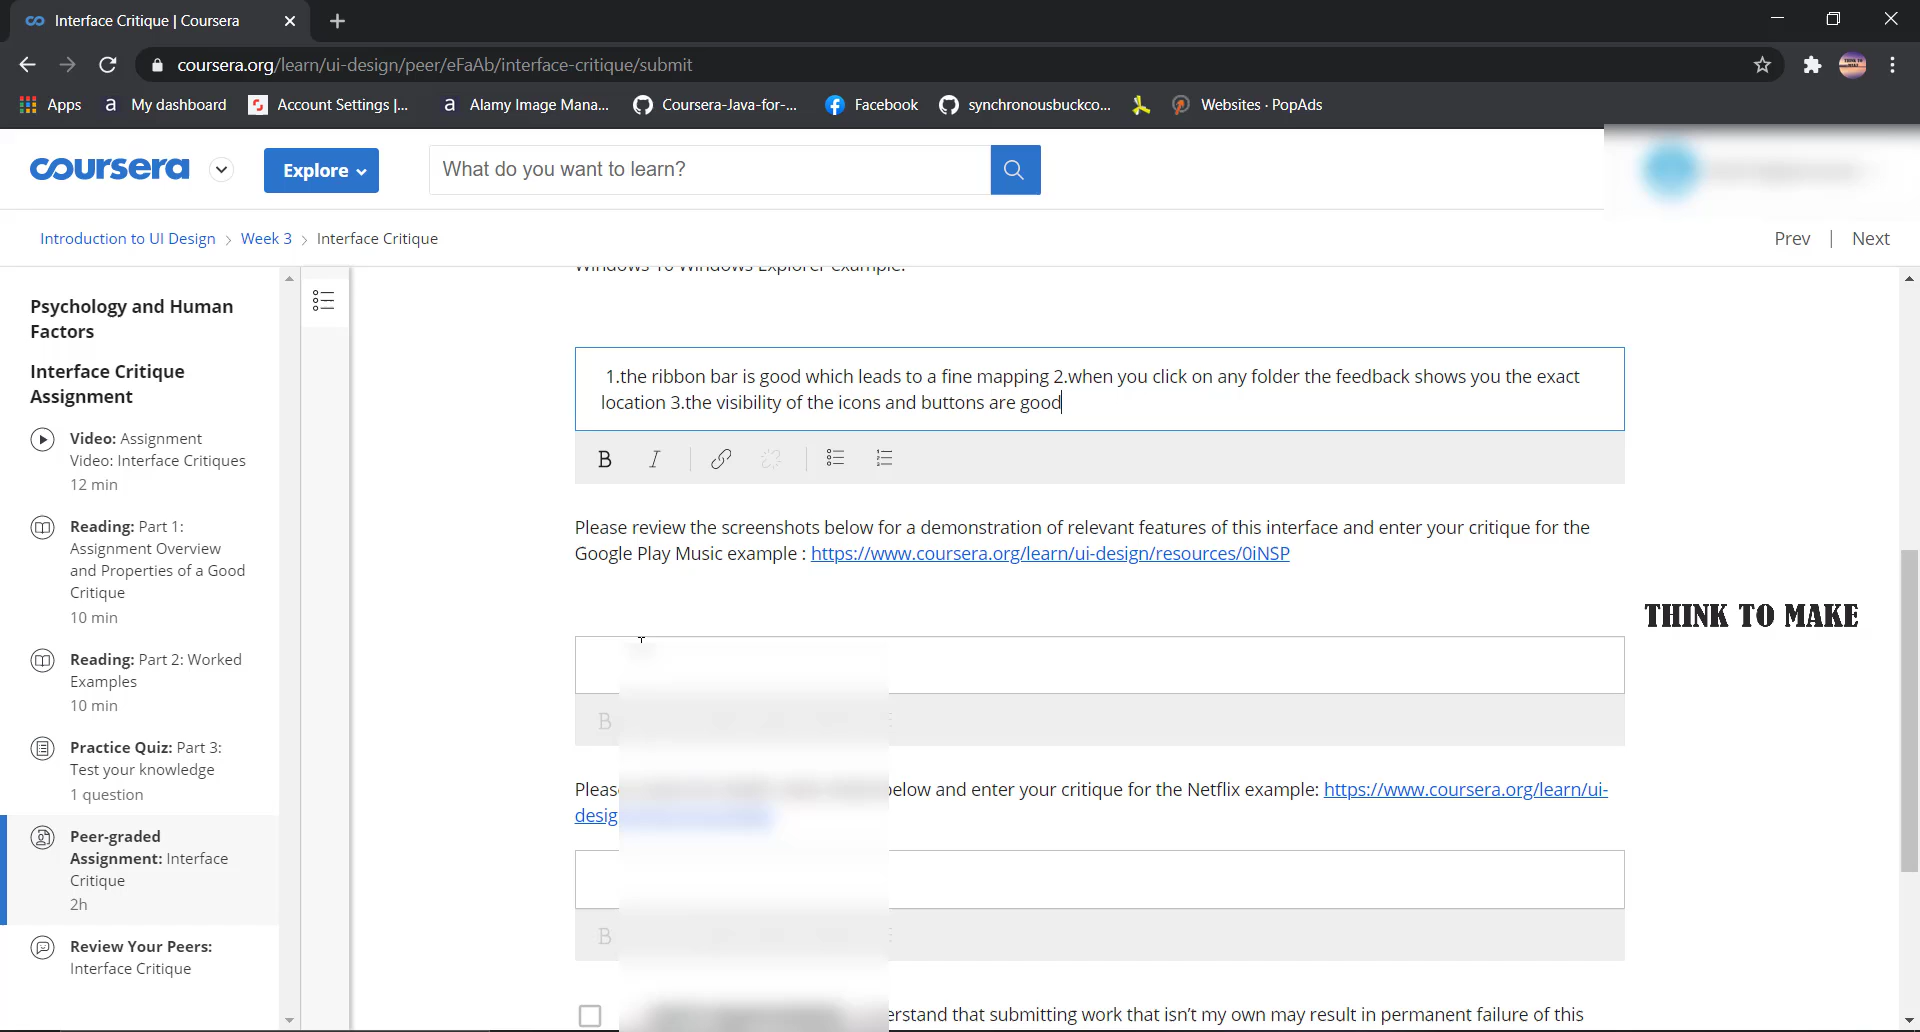 Interface Critique | Coursera
coursera.org/learn/ui-design/peer/eFaAb/interface-critique/submit
Apps
My dashboard
Account Settings |...
Alamy Image Mana...
Coursera-Java-for-...
Facebook
synchronousbuckco...
Websites · PopAds
coursera
Explore
What do you want to learn?
Introduction to UI Design > Week 3 > Interface Critique
Prev | Next
Psychology and Human
Factors
Interface Critique
Assignment
Video: Assignment
Video: Interface Critiques
12 min
Reading: Part 1:
Assignment Overview
and Properties of a Good
Critique
10 min
Reading: Part 2: Worked
Examples
10 min
Practice Quiz: Part 3:
Test your knowledge
1 question
Peer-graded
Assignment: Interface
Critique
2h
Review Your Peers:
Interface Critique
Windows 10 Windows Explorer example.
1.the ribbon bar is good which leads to a fine mapping 2.when you click on any folder the feedback shows you the exact
location 3.the visibility of the icons and buttons are good
B I
Please review the screenshots below for a demonstration of relevant features of this interface and enter your critique for the
Google Play Music example : https://www.coursera.org/learn/ui-design/resources/0iNSP
THINK TO MAKE
B
below and enter your critique for the Netflix example: https://www.coursera.org/learn/ui-
B
that submitting work that isn't my own may result in permanent failure of this